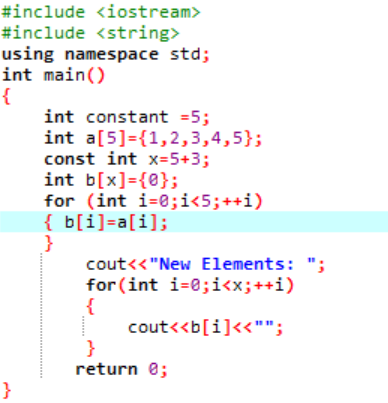 #include <iostream>
#include <string>
using namespace std;
int main()
{
    int constant =5;
    int a[5]={1,2,3,4,5};
    const int x=5+3;
    int b[x]={0};
    for (int i=0;i<5;++i)
    { b[i]=a[i];
    }
        cout<<"New Elements: ";
        for(int i=0;i<x;++i)
        {
            cout<<b[i]<<"";
        }
       return 0;
}